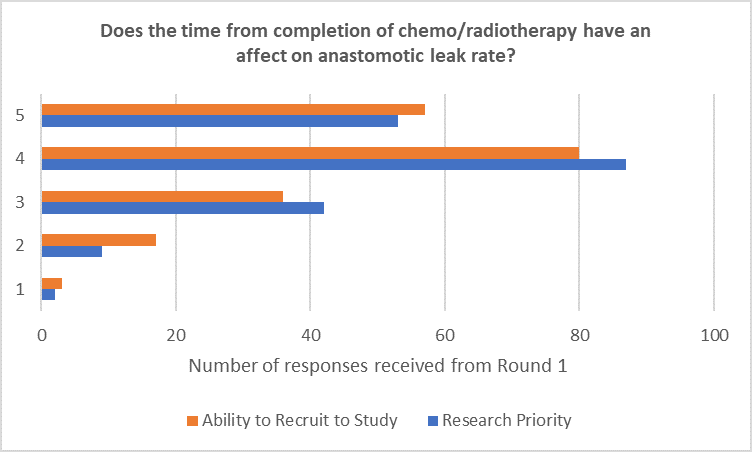 Does the time from completion of chemo/radiotherapy have an
affect on anastomotic leak rate?
5
4
3
2
1
0 20 40 60 80 100
Number of responses received from Round 1
Ability to Recruit to Study Research Priority